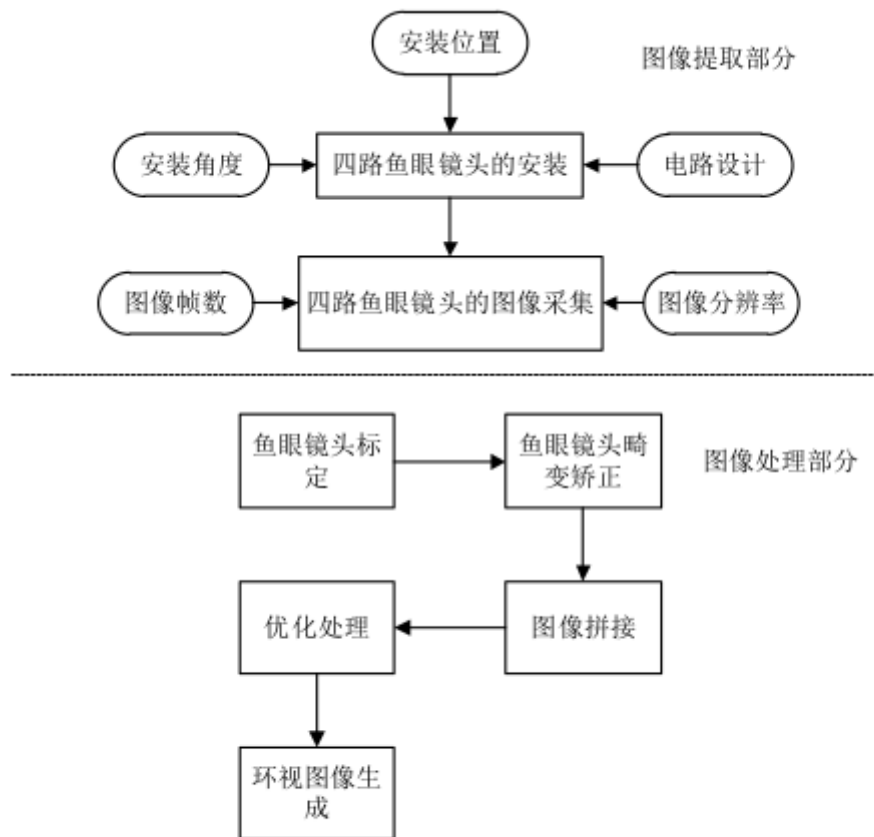 安装位置
图像提取部分
安装角度
四路鱼眼镜头的安装
电路设计
图像帧数
四路鱼眼镜头的图像采集
图像分辨率
鱼眼镜头标
定
鱼眼镜头畸
变矫正
图像处理部分
优化处理
图像拼接
环视图像生
成